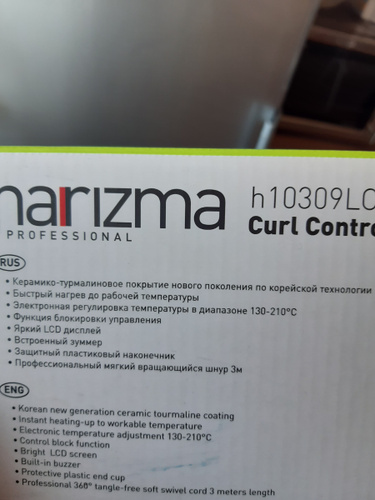 harizma
h10309LC
PROFESSIONAL
Curl Contro
RUS
• Керамико-турмалиновое покрытие нового поколения по корейской технологии
• Быстрый нагрев до рабочей температуры
• Электронная регулировка температуры в диапазоне 130-210°C
• Функция блокировки управления
• Яркий LCD дисплей
• Встроенный зуммер
• Защитный пластиковый наконечник
• Профессиональный мягкий вращающийся шнур 3м
ENG
• Korean new generation ceramic tourmaline coating
• Instant heating-up to workable temperature
• Electronic temperature adjustment 130-210°C
• Control block function
• Bright LCD screen
• Built-in buzzer
• Protective plastic end cup
• Professional 360° tangle-free soft swivel cord 3 meters length